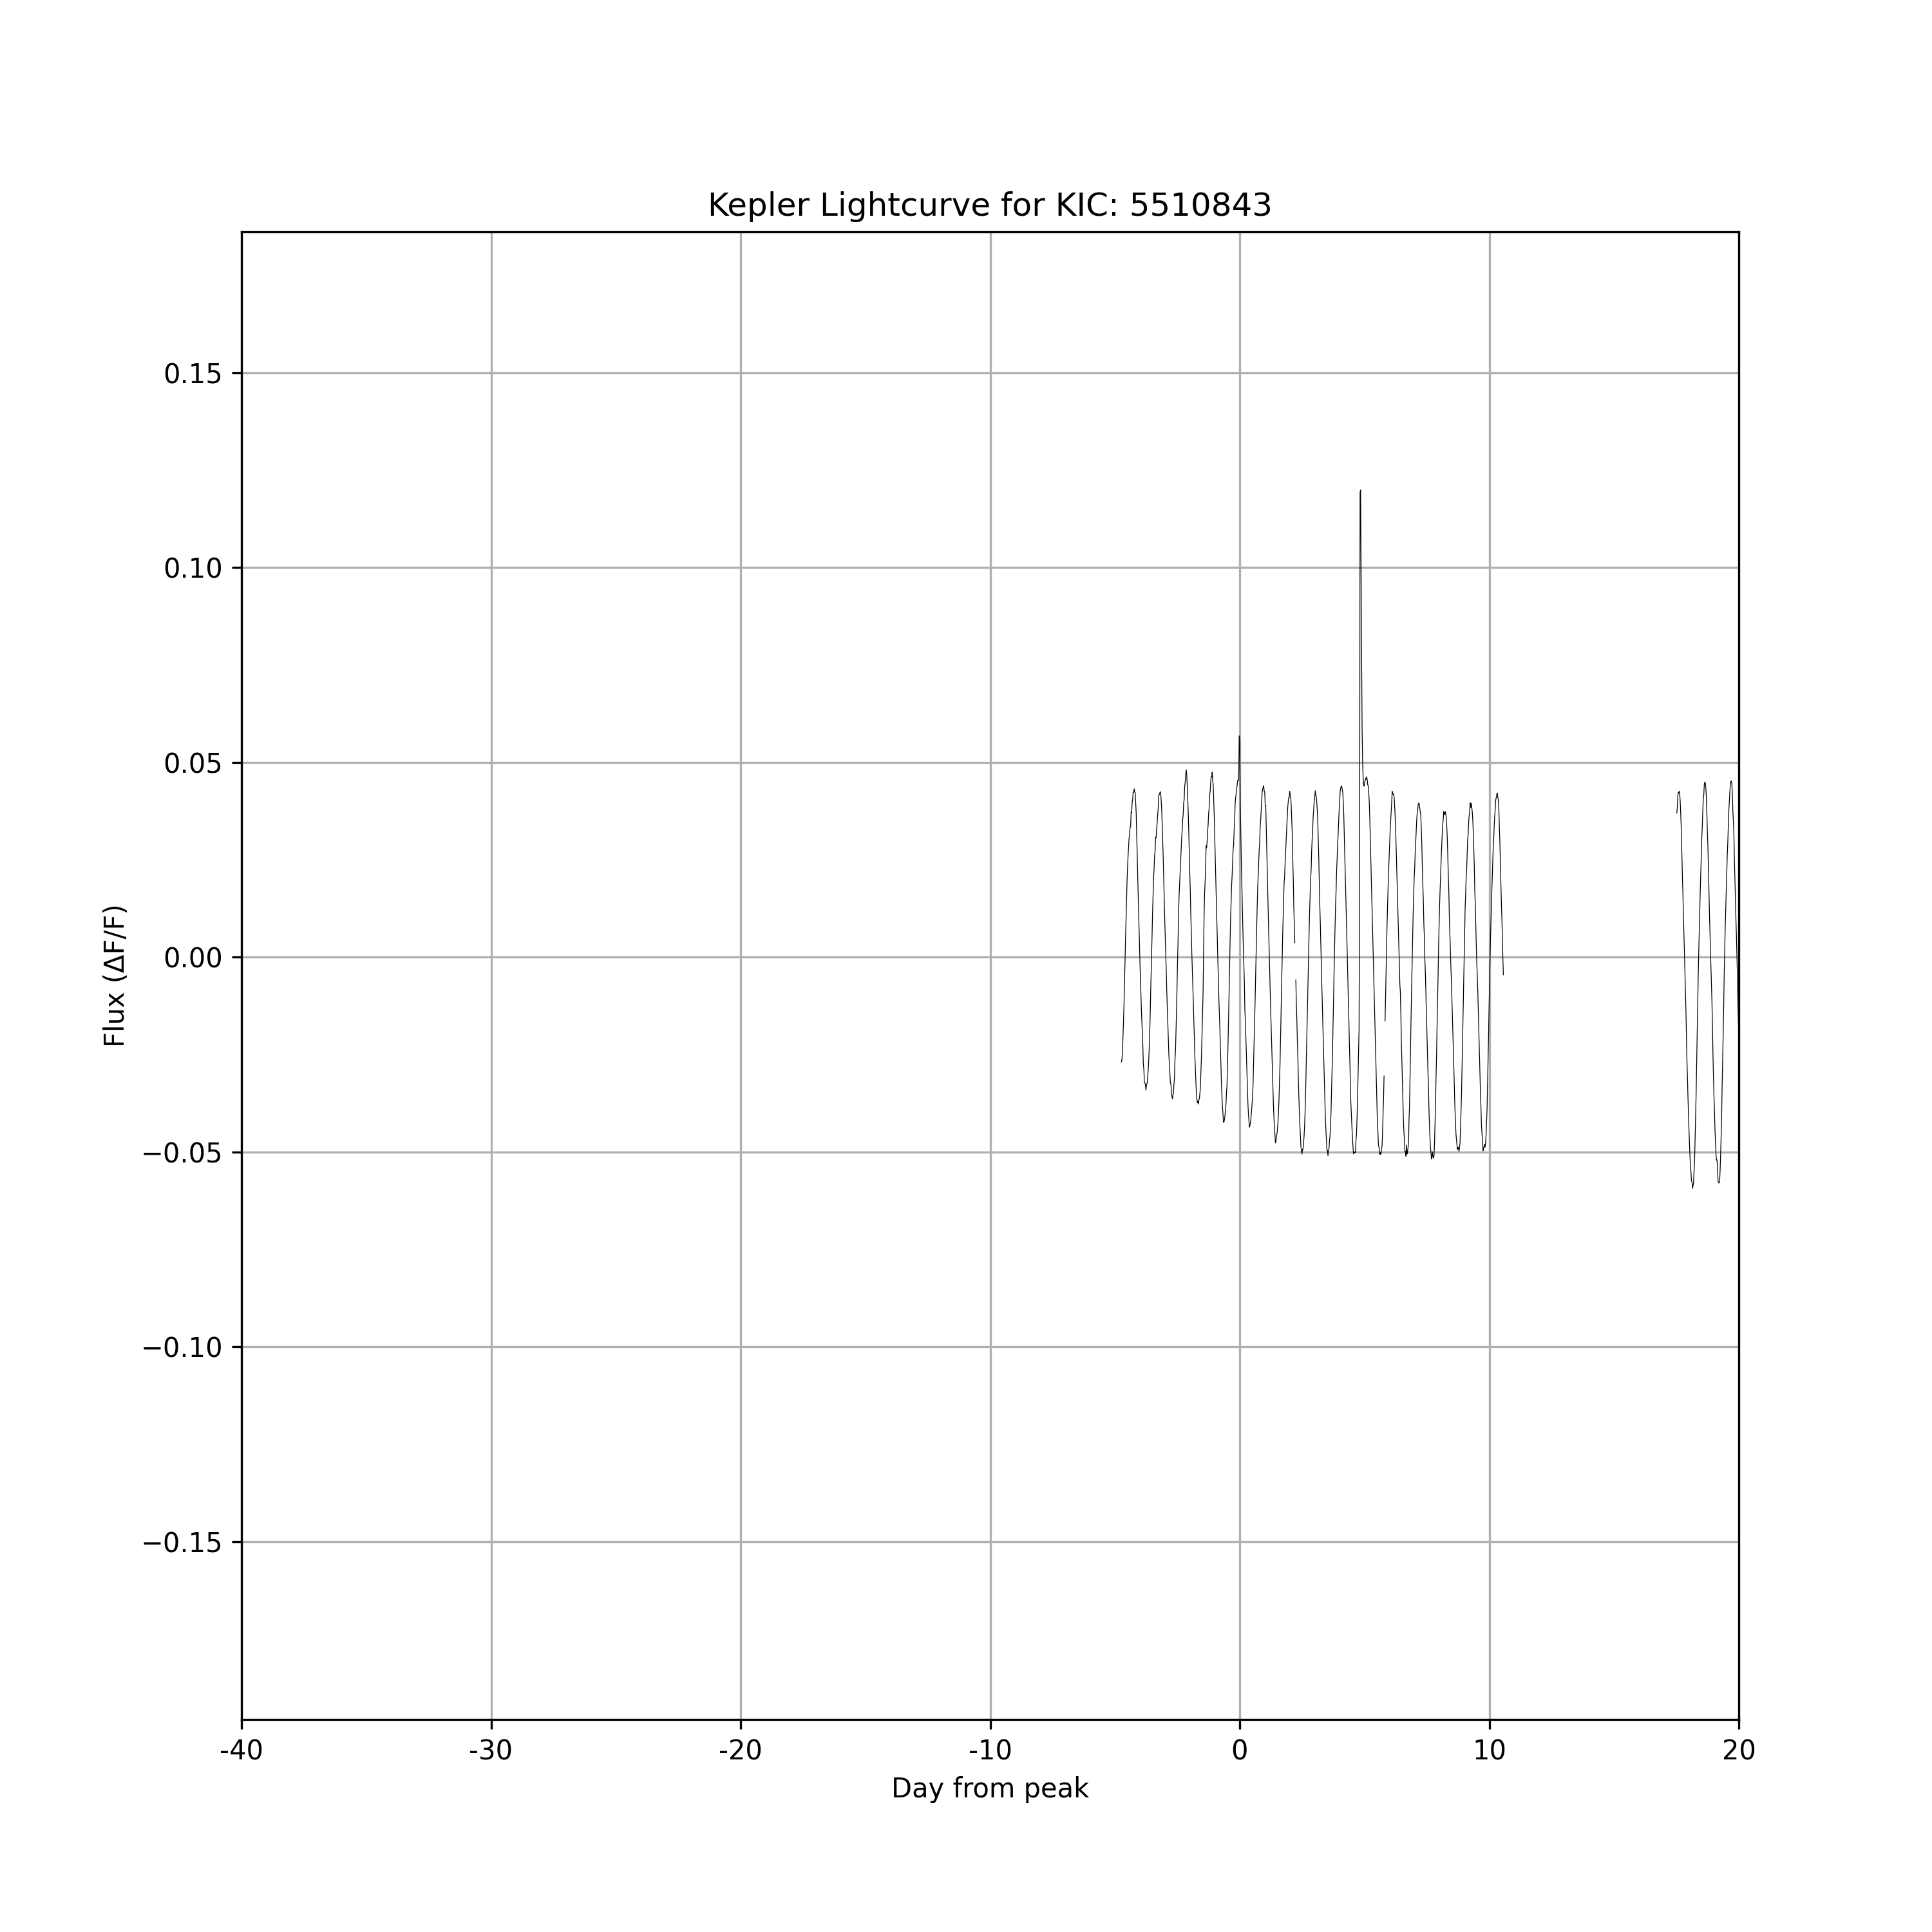 Kepler Lightcurve for KIC: 5510843
0.15
0.10
0.05
0.00
−0.05
−0.10
−0.15
Flux (ΔF/F)
-40 -30 -20 -10 0 10 20
Day from peak